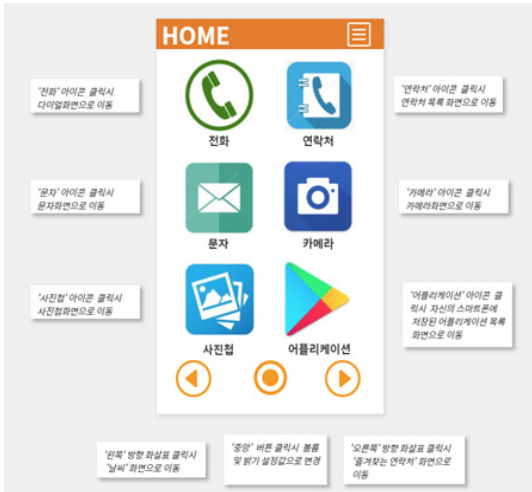 HOME
'전화' 아이콘 클릭시
다이얼화면으로 이동
'연락처' 아이콘 클릭시
연락처 목록 화면으로 이동
전화
연락처
'문자' 아이콘 클릭시
문자화면으로 이동
'카메라' 아이콘 클릭시
카메라화면으로 이동
문자
카메라
'사진첩' 아이콘 클릭시
사진첩화면으로 이동
'어플리케이션' 아이콘 클
릭시 자신의 스마트폰에
저장된 어플리케이션 목록
화면으로 이동
사진첩
어플리케이션
'왼쪽' 방향 화살표 클릭시
'날씨' 화면으로 이동
'중앙' 버튼 클릭시 볼륨
및 밝기 설정값으로 변경
'오른쪽' 방향 화살표 클릭시
'즐겨찾는 연락처' 화면으로
이동